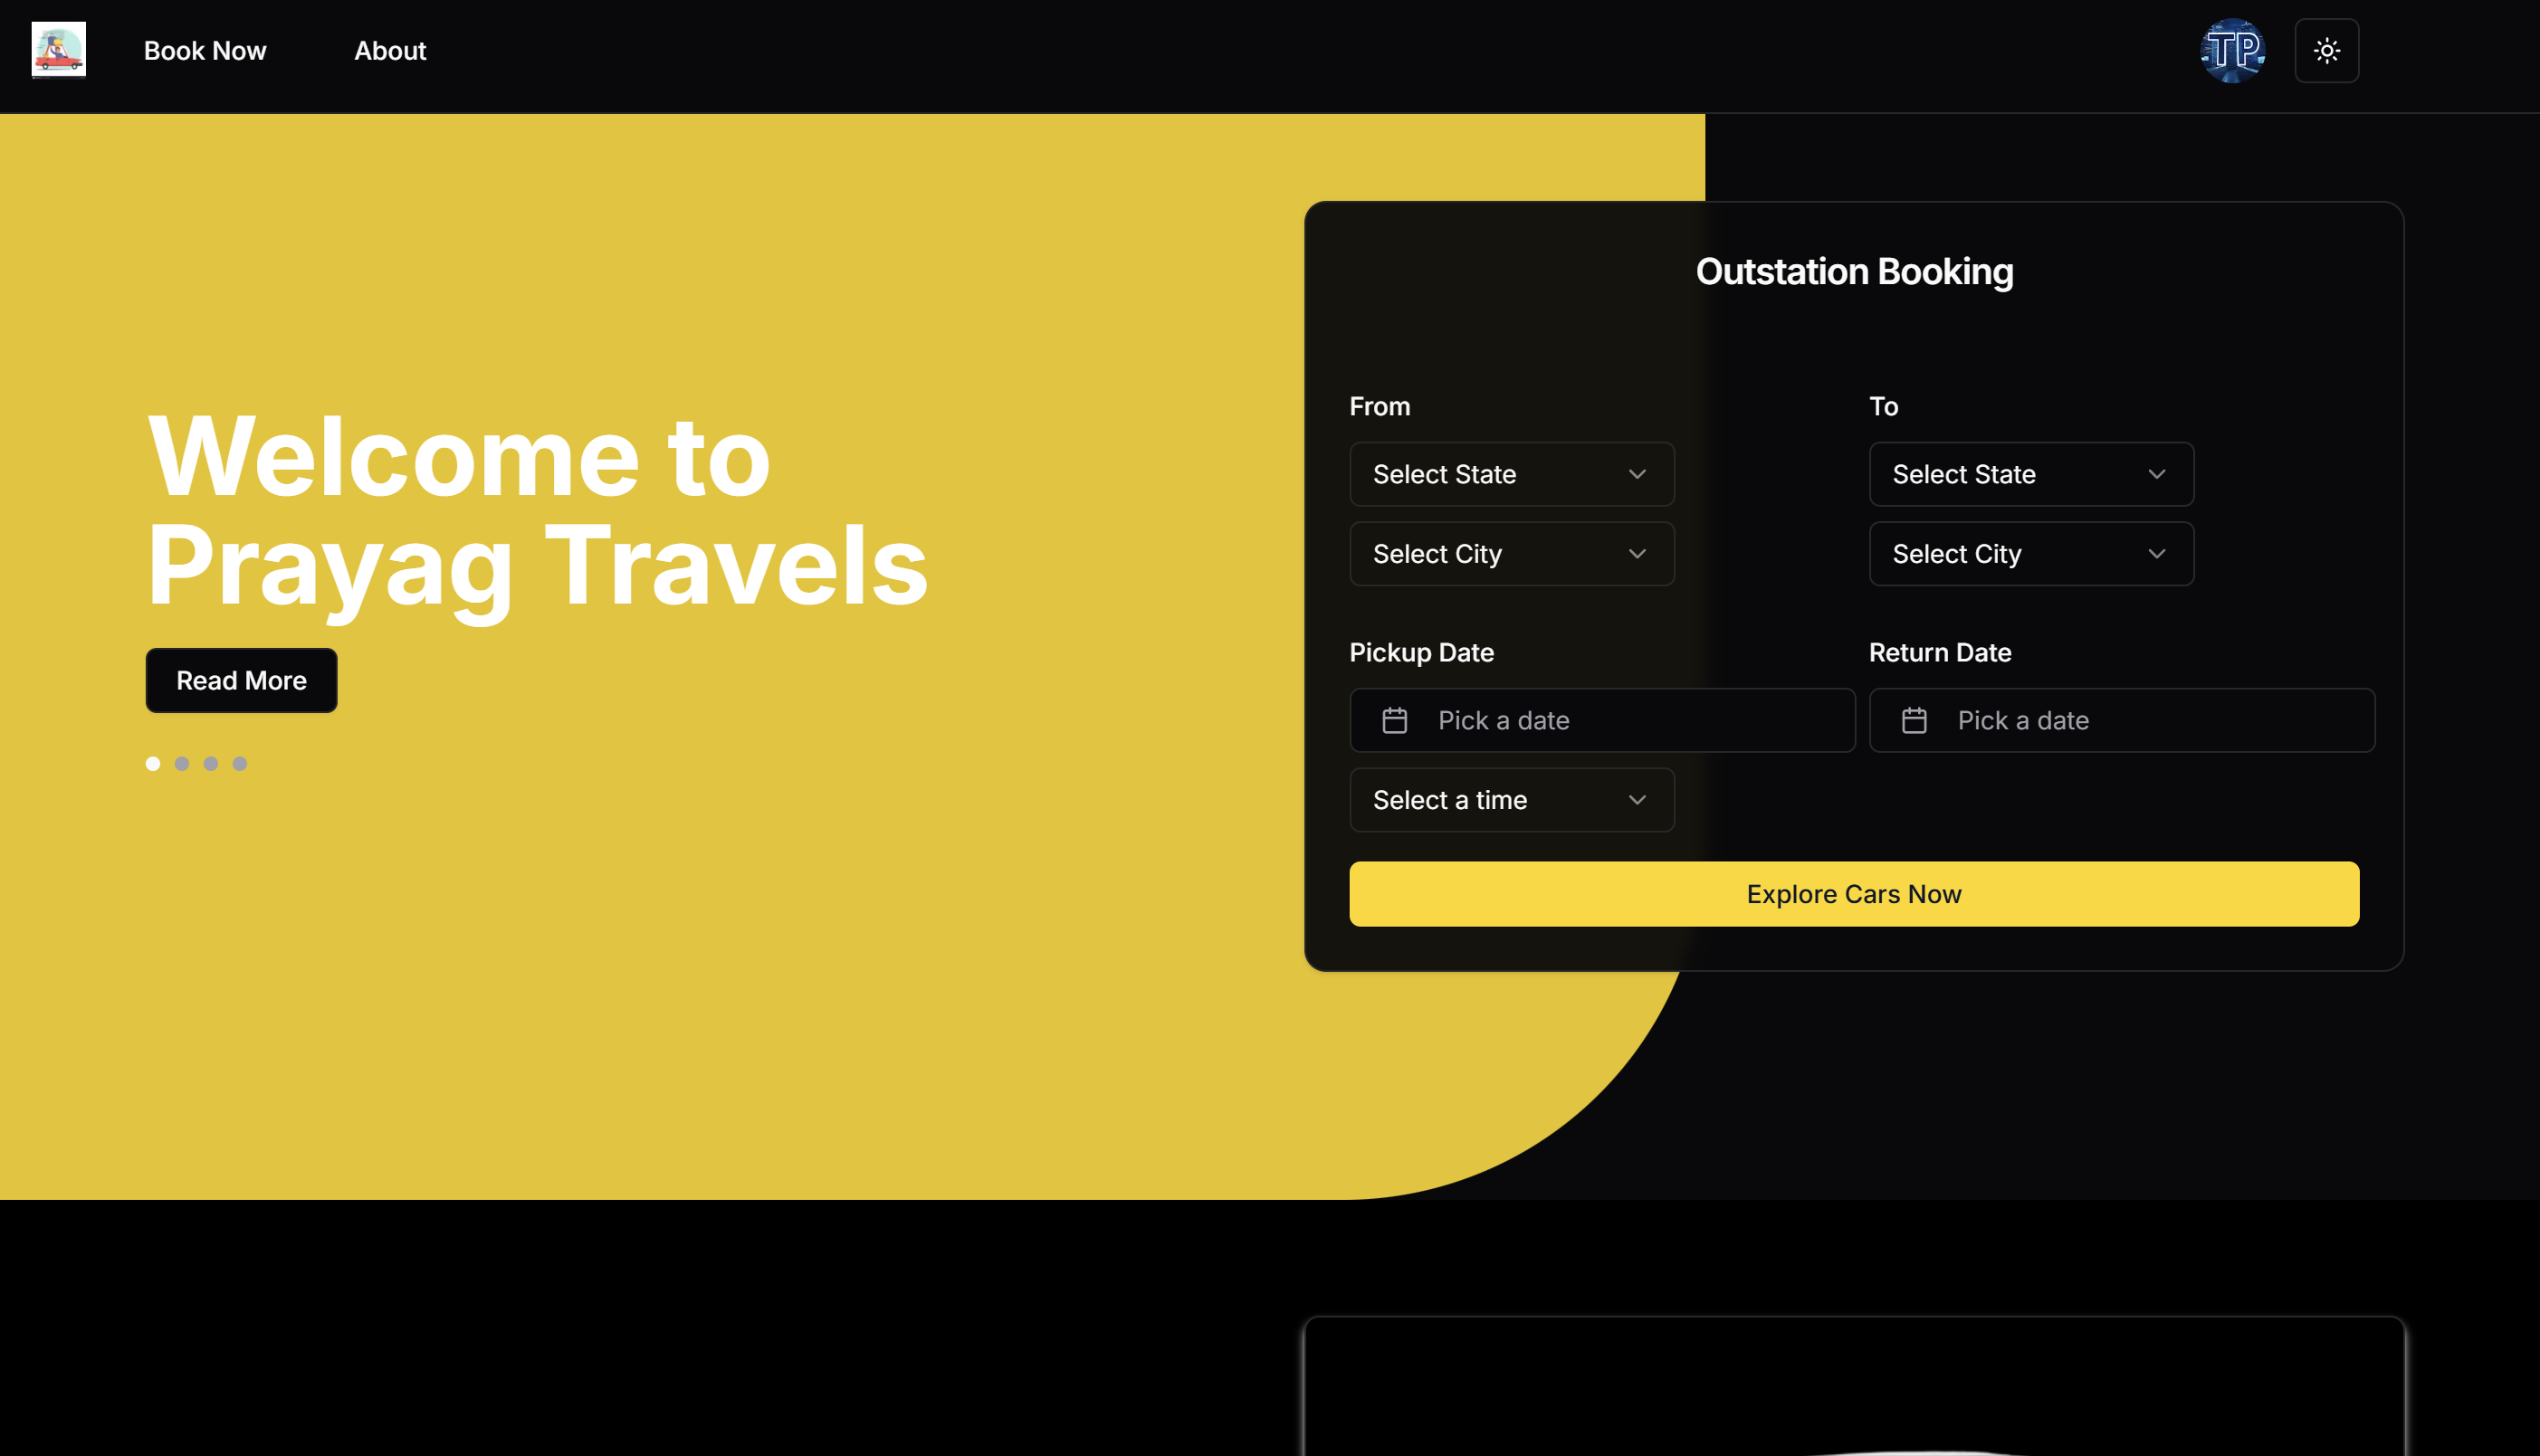 Book Now
About
TP
Welcome to
Prayag Travels
Read More
Outstation Booking
From
To
Select State
Select State
Select City
Select City
Pickup Date
Return Date
Pick a date
Pick a date
Select a time
Explore Cars Now